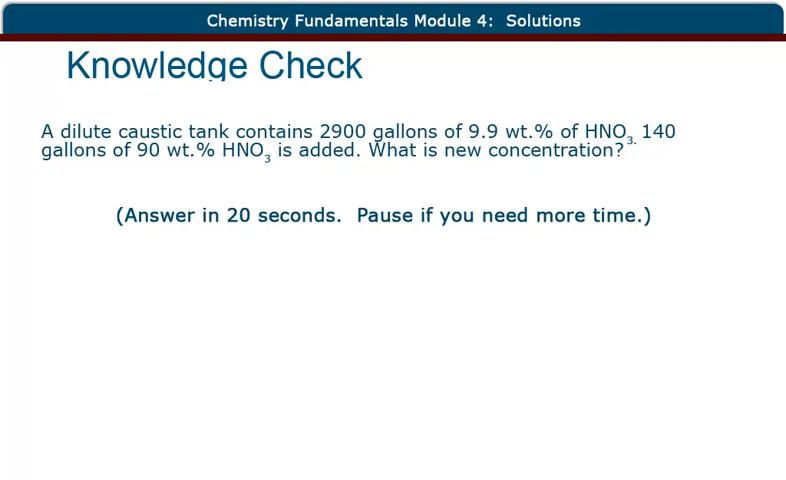 Chemistry Fundamentals Module 4:  Solutions
Knowledge Check
A dilute caustic tank contains 2900 gallons of 9.9 wt.% of HNO3. 140
gallons of 90 wt.% HNO3 is added. What is new concentration?
(Answer in 20 seconds.  Pause if you need more time.)